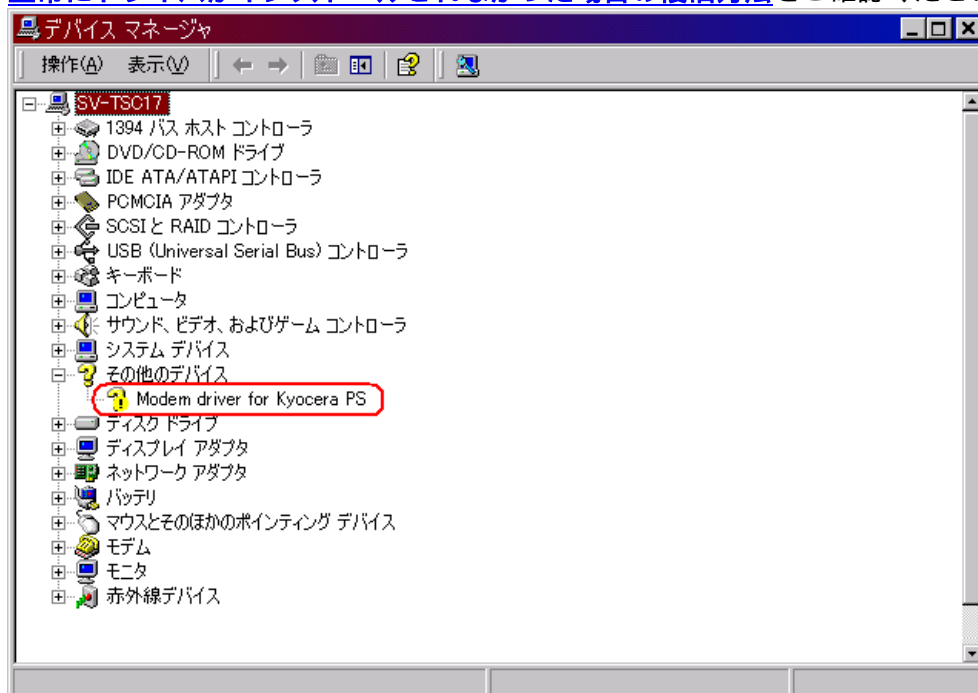 デバイス マネージャ
操作(A) 表示(V)
SV-TSC17
1394 バス ホスト コントローラ
DVD/CD-ROM ドライブ
IDE ATA/ATAPI コントローラ
PCMCIA アダプタ
SCSI と RAID コントローラ
USB (Universal Serial Bus) コントローラ
キーボード
コンピュータ
サウンド、ビデオ、およびゲーム コントローラ
システム デバイス
その他のデバイス
Modem driver for Kyocera PS
ディスク ドライブ
ディスプレイ アダプタ
ネットワーク アダプタ
バッテリ
マウスとそのほかのポインティング デバイス
モデム
モニタ
赤外線デバイス